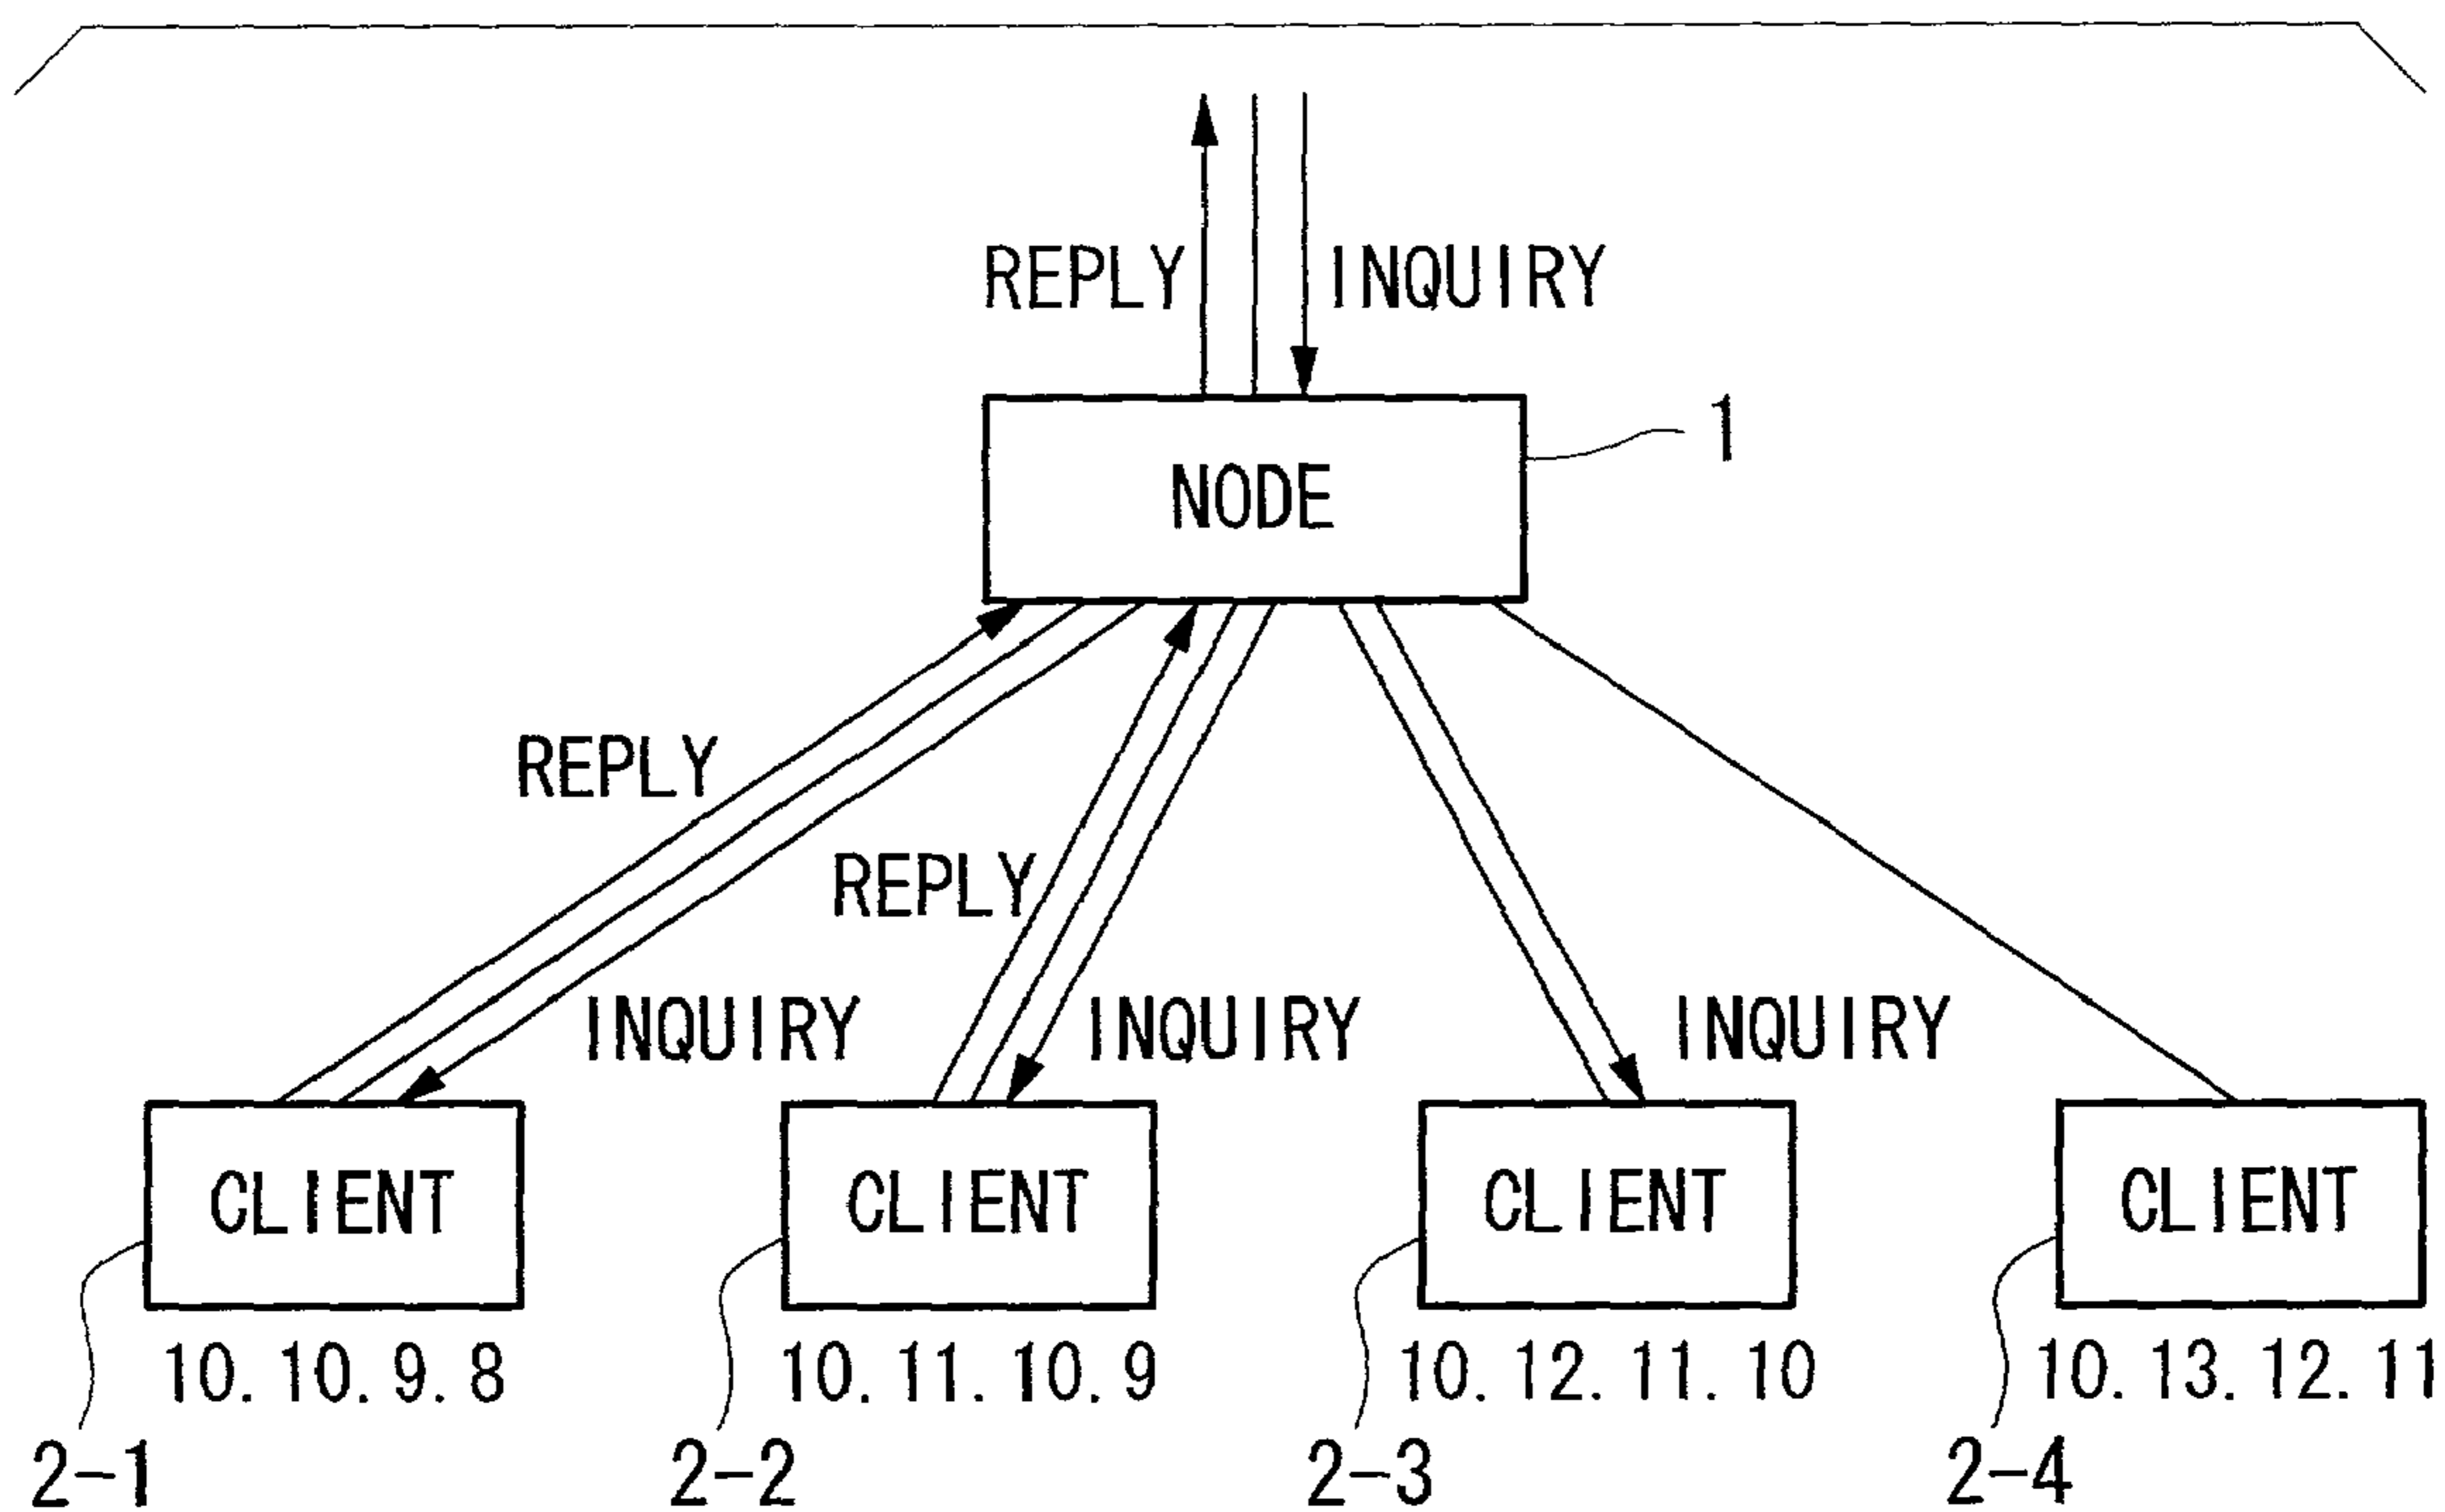 REPLY
INQUIRY
1
NODE
REPLY
REPLY
INQUIRY
INQUIRY
INQUIRY
CLIENT
CLIENT
CLIENT
CLIENT
10. 10. 9. 8
10. 11. 10. 9
10. 12. 11. 10
10. 13. 12. 11
2-1
2-2
2-3
2-4